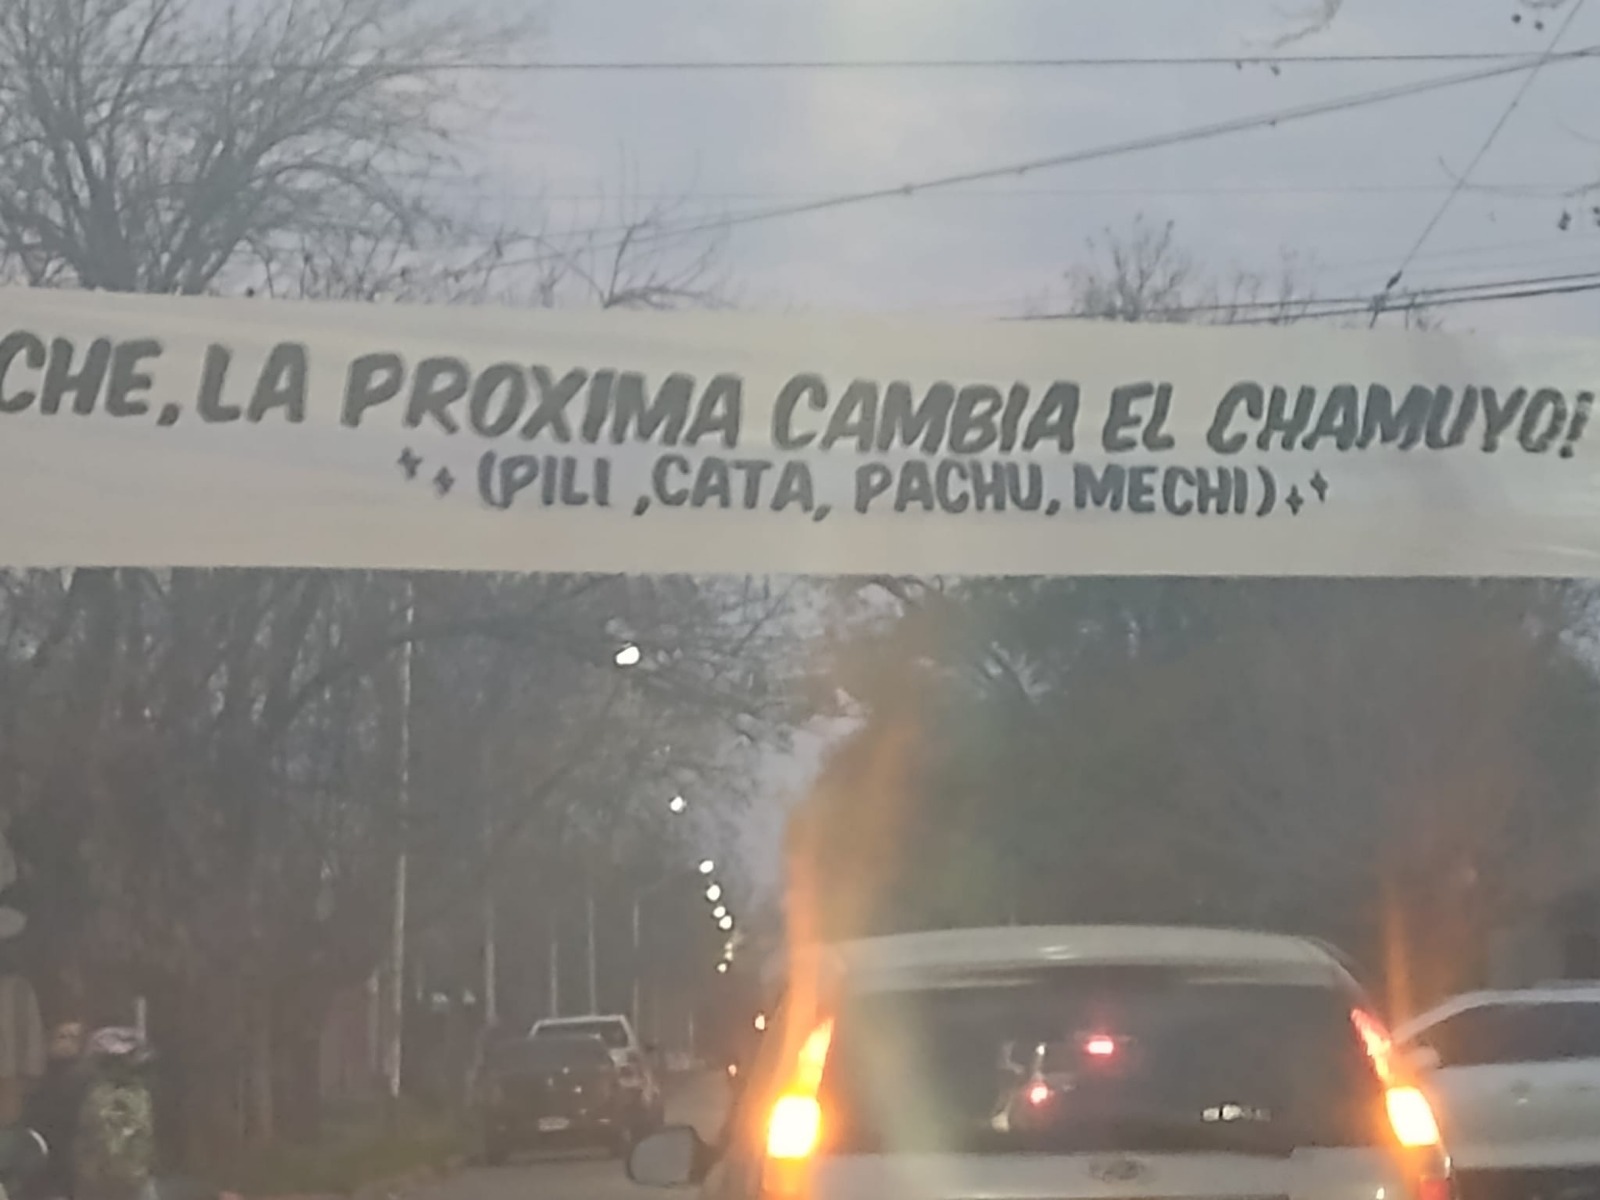 CHE, LA PROXIMA CAMBIA EL CHAMUYO!
(PILI ,CATA, PACHU, MECHI)